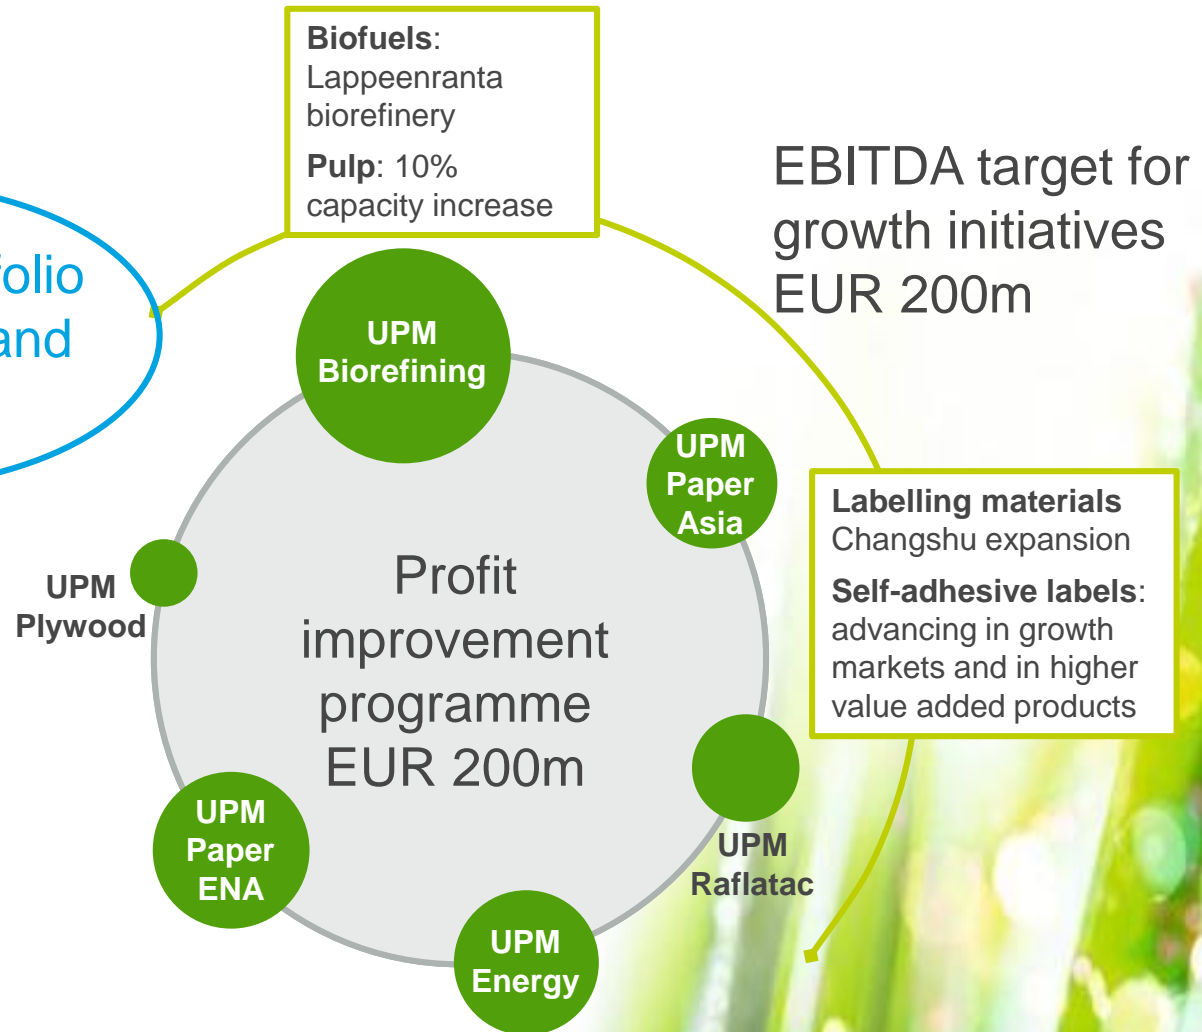 Biofuels:
Lappeenranta
biorefinery
Pulp: 10%
capacity increase
EBITDA target for
growth initiatives
EUR 200m
and
UPM
Biorefining
UPM
Paper
Asia
Labelling materials
Changshu expansion
Self-adhesive labels:
advancing in growth
markets and in higher
value added products
UPM
Plywood
Profit
improvement
programme
EUR 200m
UPM
Raflatac
UPM
Paper
ENA
UPM
Energy